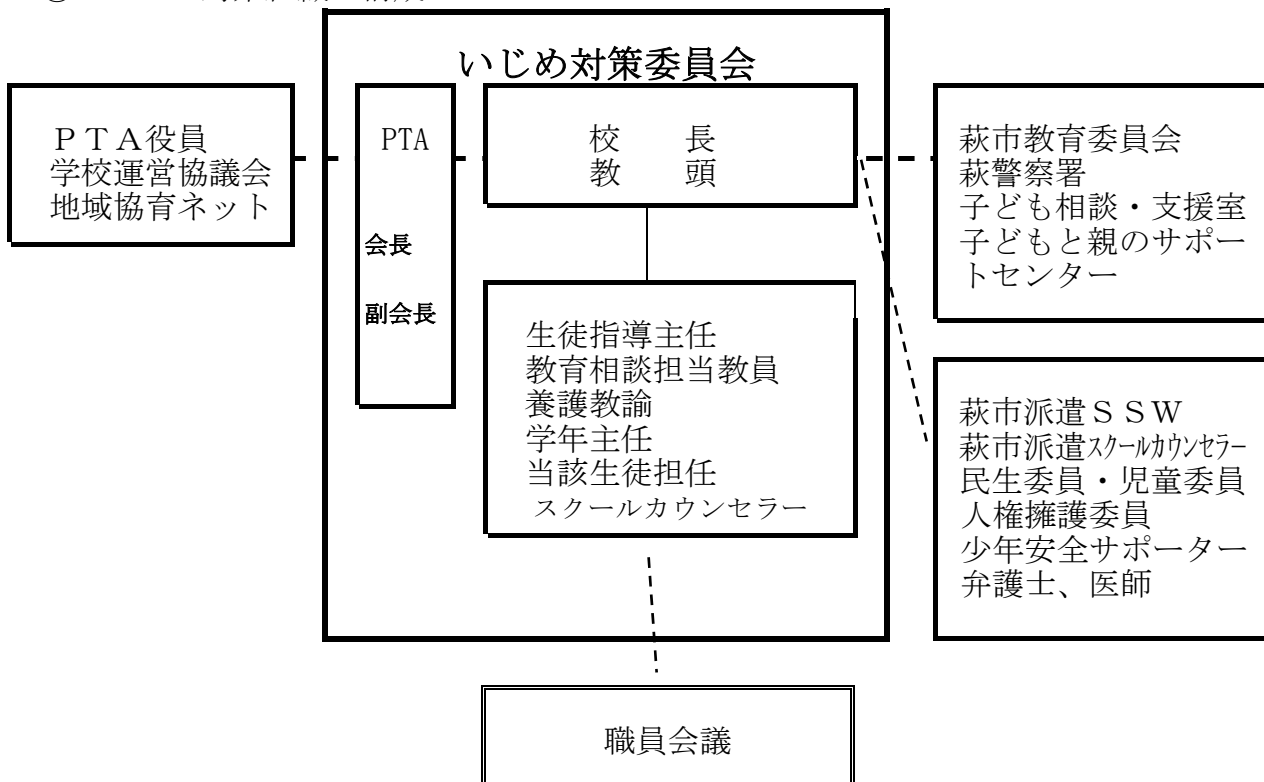 いじめ対策委員会
ＰＴＡ役員
学校運営協議会
地域協育ネット
PTA
会長
副会長
校　　長
教　　頭
生徒指導主任
教育相談担当教員
養護教諭
学年主任
当該生徒担任
スクールカウンセラー
萩市教育委員会
萩警察署
子ども相談・支援室
子どもと親のサポー
トセンター
萩市派遣ＳＳＷ
萩市派遣ｽｸｰﾙｶｳﾝｾﾗｰ
民生委員・児童委員
人権擁護委員
少年安全サポーター
弁護士、医師
職員会議